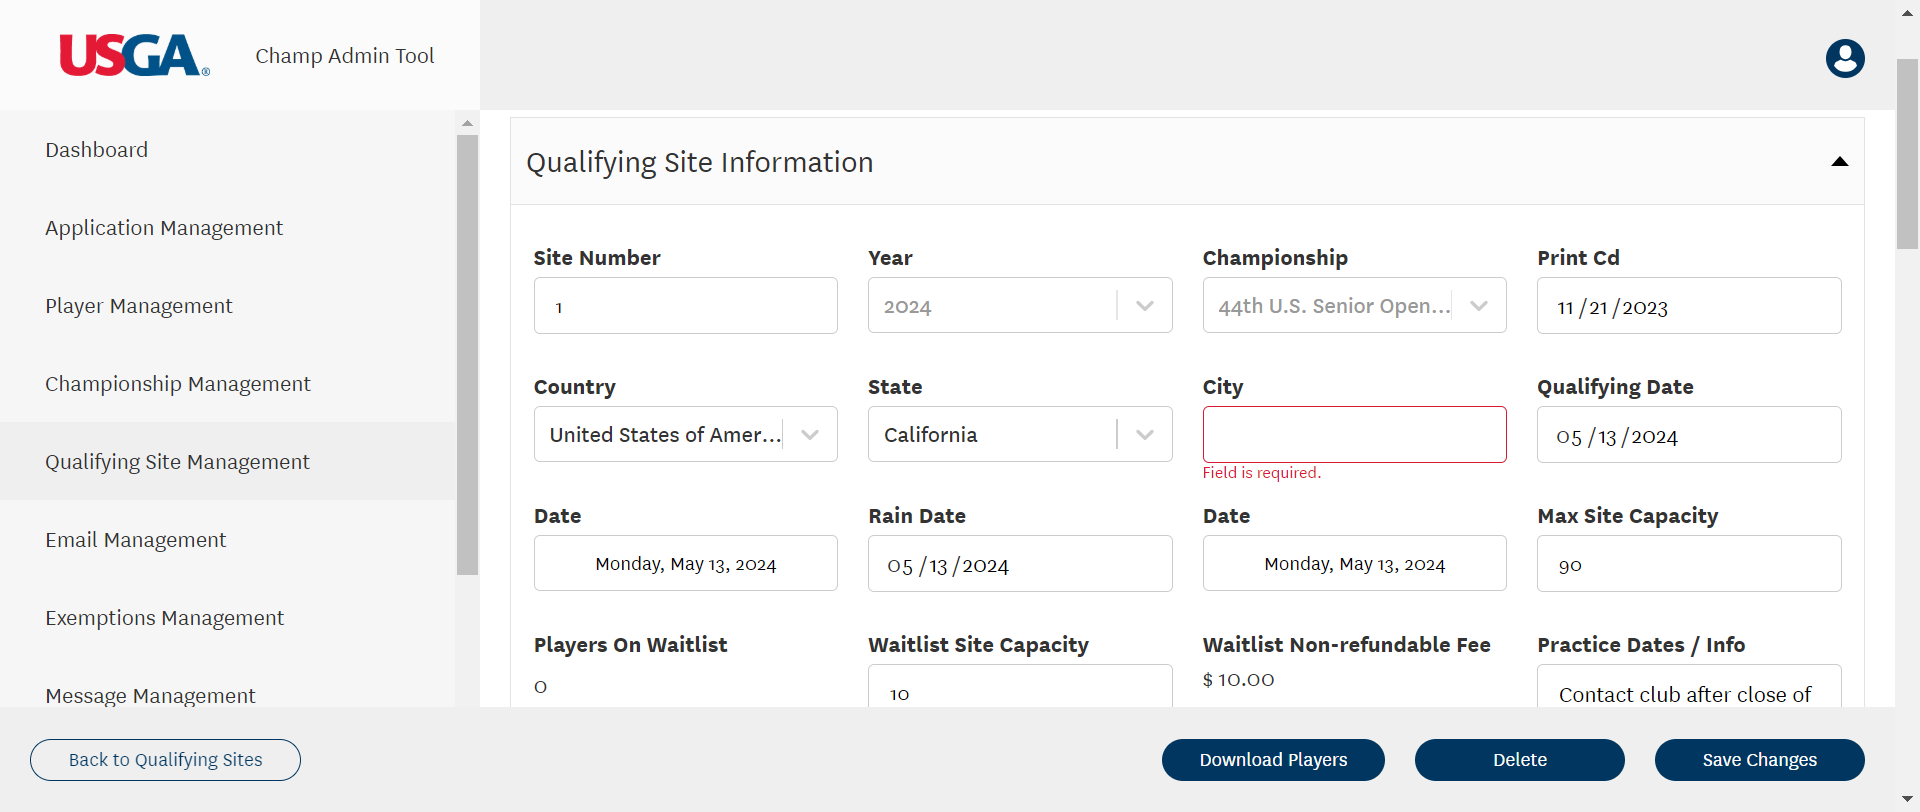 USGA®
Champ Admin Tool
Dashboard
Application Management
Player Management
Championship Management
Qualifying Site Management
Email Management
Exemptions Management
Message Management
Qualifying Site Information
Site Number
Year
Championship
Print Cd
1
2024
44th U.S. Senior Open...
11/21/2023
Country
State
City
Qualifying Date
United States of Amer...
California
05/13/2024
Field is required.
Date
Rain Date
Date
Max Site Capacity
Monday, May 13, 2024
05/13/2024
Monday, May 13, 2024
90
Players On Waitlist
Waitlist Site Capacity
Waitlist Non-refundable Fee
Practice Dates / Info
0
10
$ 10.00
Contact club after close of
Back to Qualifying Sites
Download Players
Delete
Save Changes